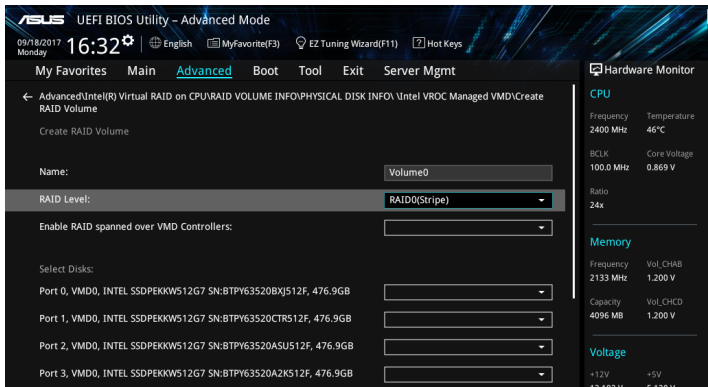 ASUS UEFI BIOS Utility – Advanced Mode
09/18/2017 Monday 16:32 English MyFavorite(F3) EZ Tuning Wizard(F11) ? Hot Keys
My Favorites Main Advanced Boot Tool Exit Server Mgmt
← Advanced\Intel(R) Virtual RAID on CPU\RAID VOLUME INFO\PHYSICAL DISK INFO\ \Intel VROC Managed VMD\Create
RAID Volume
Create RAID Volume
Name: Volume0
RAID Level: RAID0(Stripe)
Enable RAID spanned over VMD Controllers:
Select Disks:
Port 0, VMD0, INTEL SSDPEKKW512G7 SN:BTPY63520BXJ512F, 476.9GB
Port 1, VMD0, INTEL SSDPEKKW512G7 SN:BTPY63520CTR512F, 476.9GB
Port 2, VMD0, INTEL SSDPEKKW512G7 SN:BTPY63520ASU512F, 476.9GB
Port 3, VMD0, INTEL SSDPEKKW512G7 SN:BTPY63520A2K512F, 476.9GB
Hardware Monitor
CPU
Frequency Temperature
2400 MHz 46°C
BCLK Core Voltage
100.0 MHz 0.869 V
Ratio
24x
Memory
Frequency Vol_CHAB
2133 MHz 1.200 V
Capacity Vol_CHCD
4096 MB 1.200 V
Voltage
+12V +5V